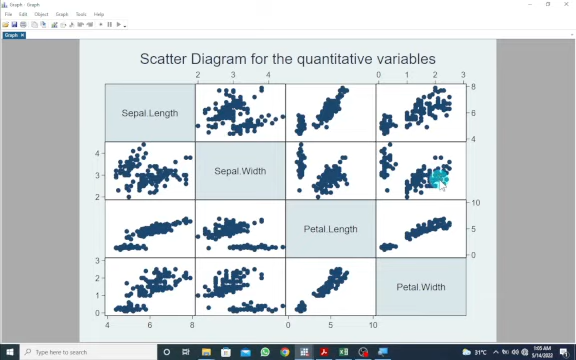 Graph - Graph
File Edit Object Graph Tools Help
Graph
Scatter Diagram for the quantitative variables
2 3 4 0 1 2 3
Sepal.Length
8
6
4
4
3
2
Sepal.Width
Petal.Length
10
5
0
3
2
1
0
Petal.Width
4 6 8 0 5 10
Type here to search
31°C
1:05 AM
5/14/2022